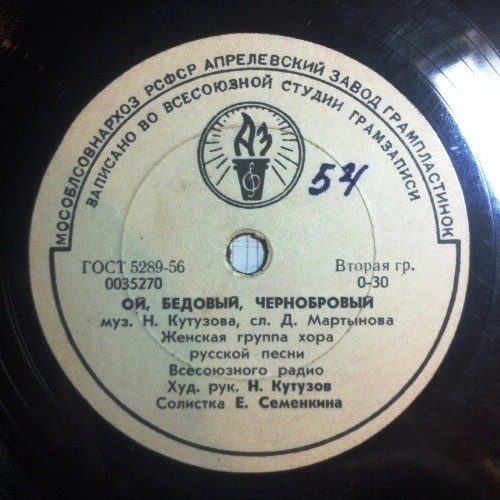 МОСОБЛСОВНАРХОЗ РСФСР АПРЕЛЕВСКИЙ ЗАВОД ГРАМПЛАСТИНОК
ЗАПИСАНО ВО ВСЕСОЮЗНОЙ СТУДИИ ГРАМЗАПИСИ
АЗ
54
ГОСТ 5289-56
0035270
Вторая гр.
0-30
ОЙ, БЕДОВЫЙ, ЧЕРНОБРОВЫЙ
муз. Н. Кутузова, сл. Д. Мартынова
Женская группа хора
русской песни
Всесоюзного радио
Худ. рук. Н. Кутузов
Солистка Е. Семенкина